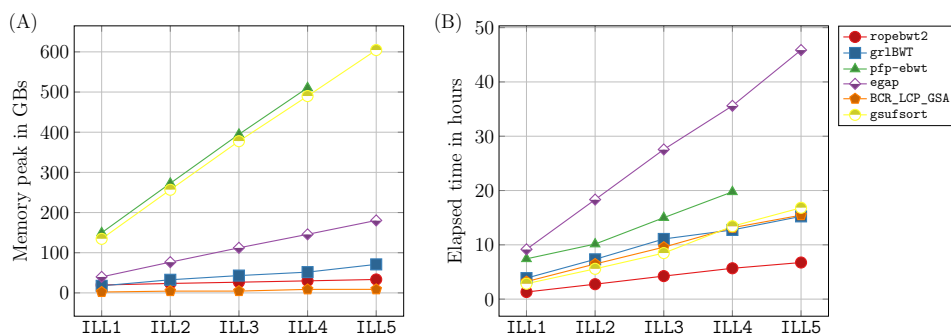 (A)
Memory peak in GBs
600
500
400
300
200
100
0
ILL1 ILL2 ILL3 ILL4 ILL5
(B)
Elapsed time in hours
50
40
30
20
10
0
ILL1 ILL2 ILL3 ILL4 ILL5
ropebwt2
grlBWT
pfp-ebwt
egap
BCR_LCP_GSA
gsufsort